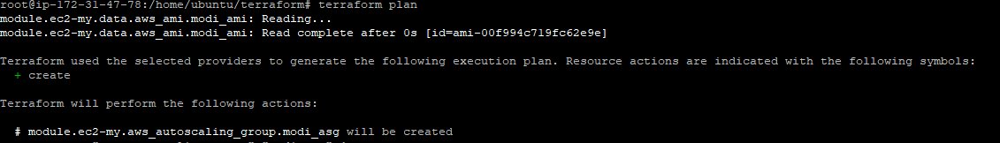 root@ip-172-31-47-78:/home/ubuntu/terraform# terraform plan
module.ec2-my.data.aws_ami.modi_ami: Reading...
module.ec2-my.data.aws_ami.modi_ami: Read complete after 0s [id=ami-00f994c719fc62e9e]
Terraform used the selected providers to generate the following execution plan. Resource actions are indicated with the following symbols:
+ create
Terraform will perform the following actions:
# module.ec2-my.aws_autoscaling_group.modi_asg will be created